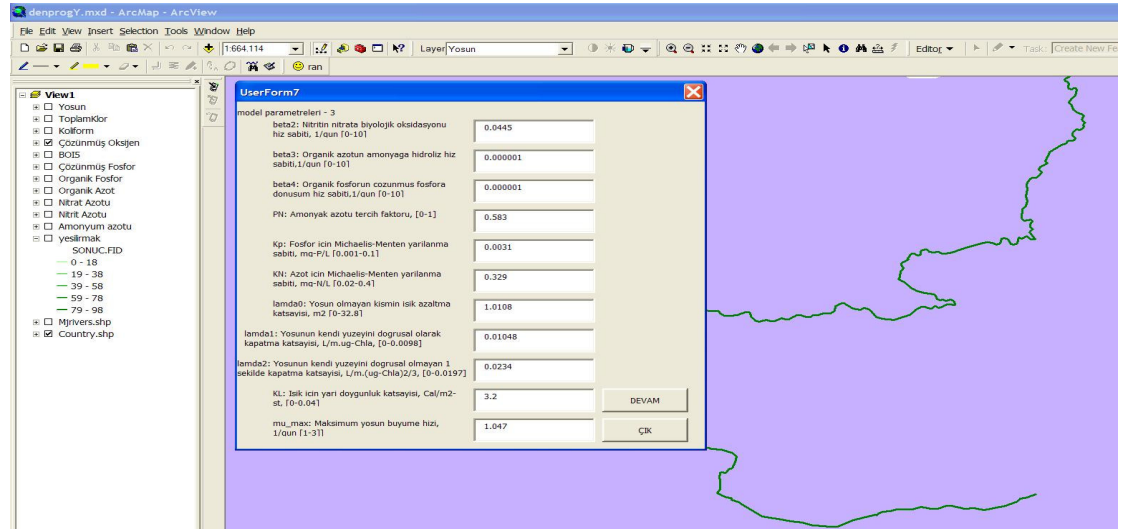 denprogY.mxd - ArcMap - ArcView
File Edit View Insert Selection Tools Window Help
1:664.114
Layer Yosun
Editor
Task: Create New Fe
ran
View1
Yosun
ToplamKlor
Koliform
Çözünmüş Oksijen
BOI5
Çözünmüş Fosfor
Organik Fosfor
Organik Azot
Nitrat Azotu
Nitrit Azotu
Amonyum azotu
yesilirmak
SONUC.FID
0 - 18
19 - 38
39 - 58
59 - 78
79 - 98
Mjrivers.shp
Country.shp
UserForm7
model parametreleri - 3
beta2: Nitritin nitrata biyolojik oksidasyonu
hiz sabiti, 1/gun [0-10]
0.0445
beta3: Organik azotun amonyaga hidroliz hiz
sabiti,1/gun [0-10]
0.000001
beta4: Organik fosforun cozunmus fosfora
donusum hiz sabiti,1/gun [0-10]
0.000001
PN: Amonyak azotu tercih faktoru, [0-1]
0.583
Kp: Fosfor icin Michaelis-Menten yarilanma
sabiti, mg-P/L [0.001-0.1]
0.0031
KN: Azot icin Michaelis-Menten yarilanma
sabiti, mg-N/L [0.02-0.4]
0.329
lamda0: Yosun olmayan kismin isik azaltma
katsayisi, m2 [0-32.8]
1.0108
lamda1: Yosunun kendi yuzeyini dogrusal olarak
kapatma katsayisi, L/m.ug-Chla, [0-0.0098]
0.01048
lamda2: Yosunun kendi yuzeyini dogrusal olmayan 1
sekilde kapatma katsayisi, L/m.(ug-Chla)2/3, [0-0.0197]
0.0234
KL: Isik icin yari doygunluk katsayisi, Cal/m2-
st, [0-0.04]
3.2
DEVAM
mu_max: Maksimum yosun buyume hizi,
1/gun [1-3]]
1.047
ÇIK